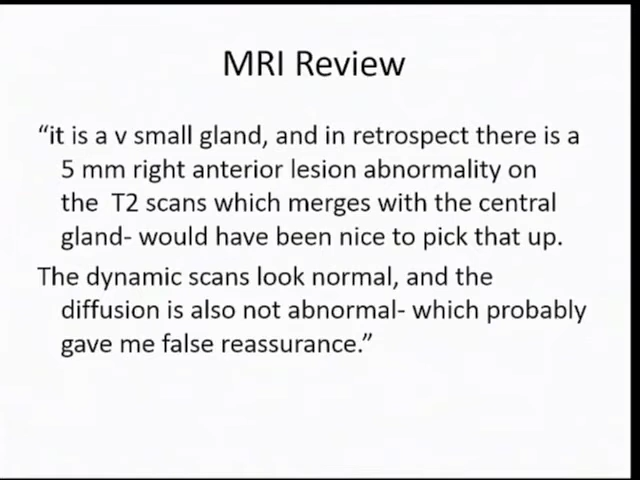 MRI Review
“it is a v small gland, and in retrospect there is a
5 mm right anterior lesion abnormality on
the T2 scans which merges with the central
gland- would have been nice to pick that up.
The dynamic scans look normal, and the
diffusion is also not abnormal- which probably
gave me false reassurance.”